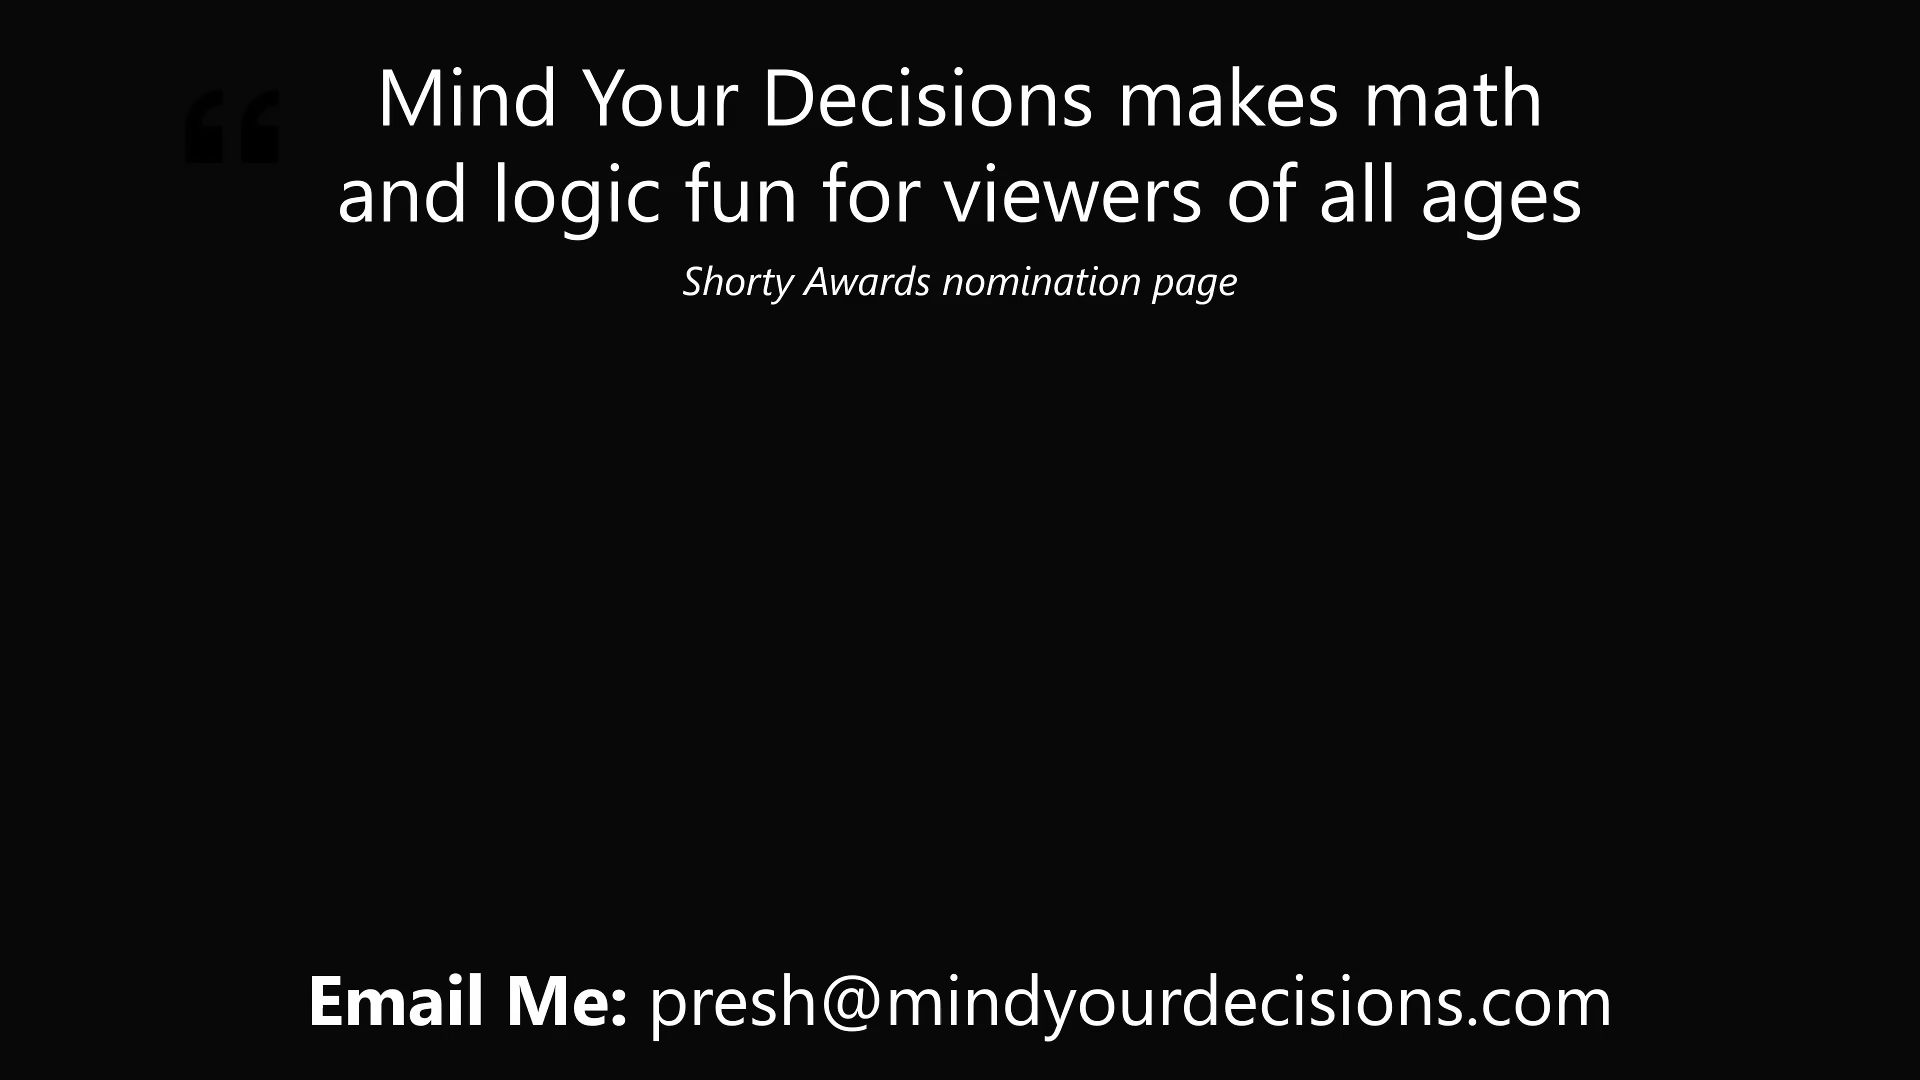 “
Mind Your Decisions makes math
and logic fun for viewers of all ages
Shorty Awards nomination page
Email Me: presh@mindyourdecisions.com